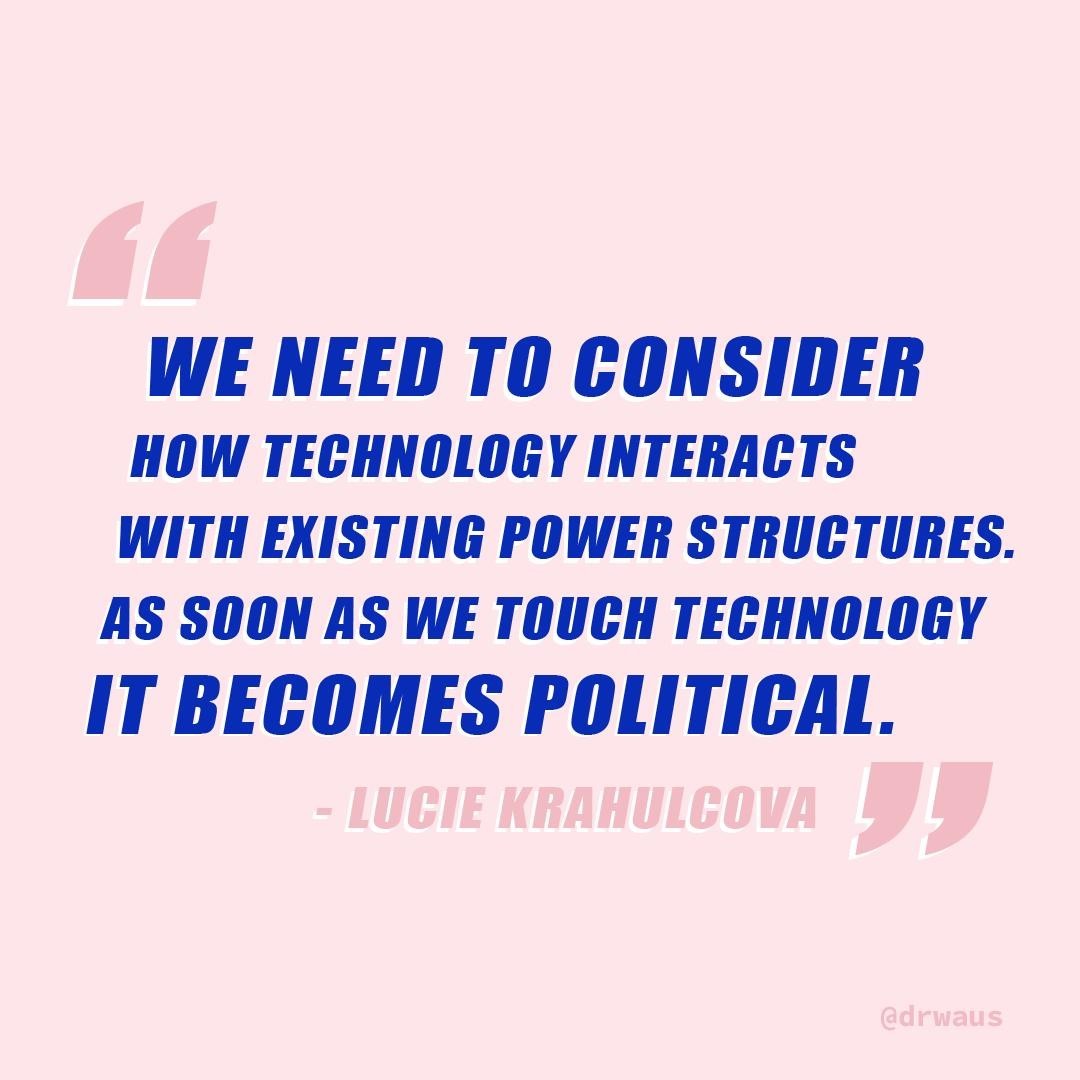 “
WE NEED TO CONSIDER
HOW TECHNOLOGY INTERACTS
WITH EXISTING POWER STRUCTURES.
AS SOON AS WE TOUCH TECHNOLOGY
IT BECOMES POLITICAL.
- LUCIE KRAHULCOVA ”
@drwaus